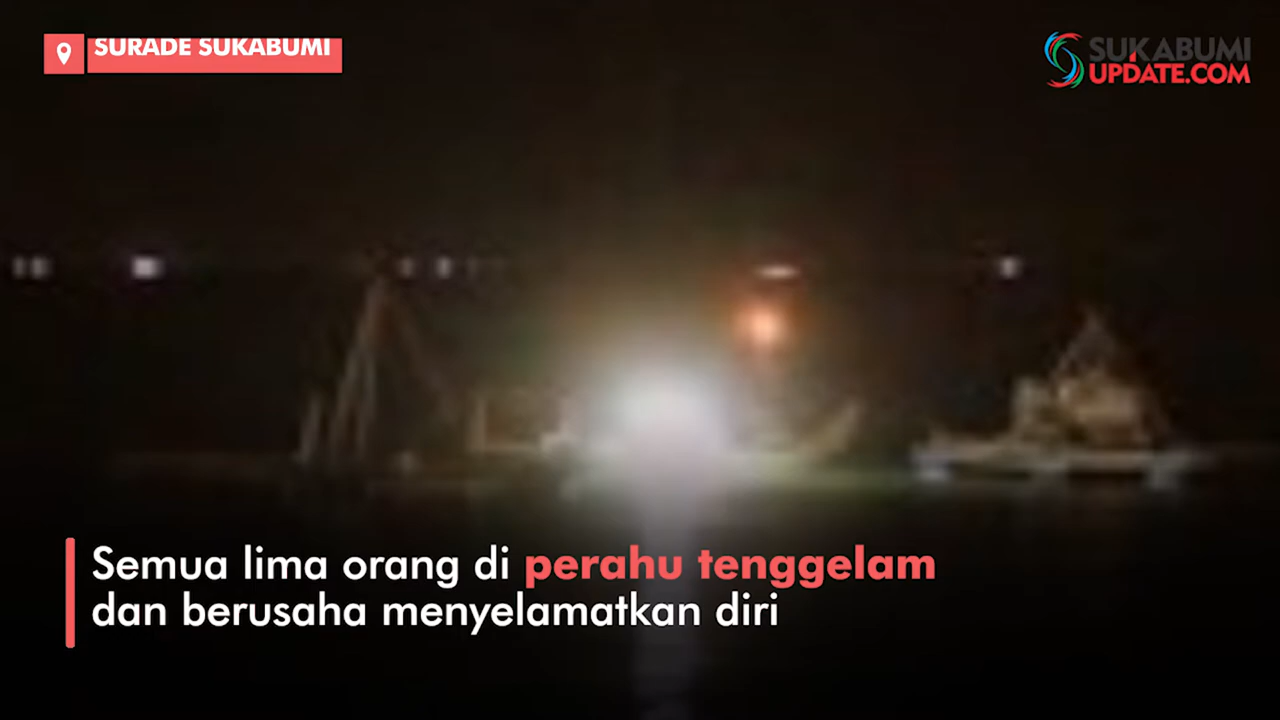 SURADE SUKABUMI
SUKABUMI
UPDATE.COM
Semua lima orang di perahu tenggelam
dan berusaha menyelamatkan diri